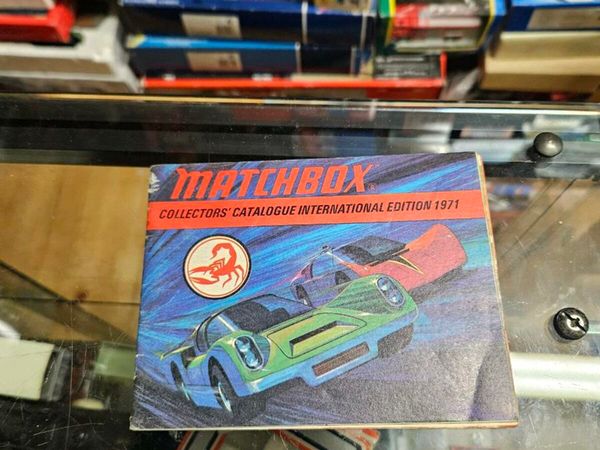 MATCHBOX®
COLLECTORS' CATALOGUE INTERNATIONAL EDITION 1971